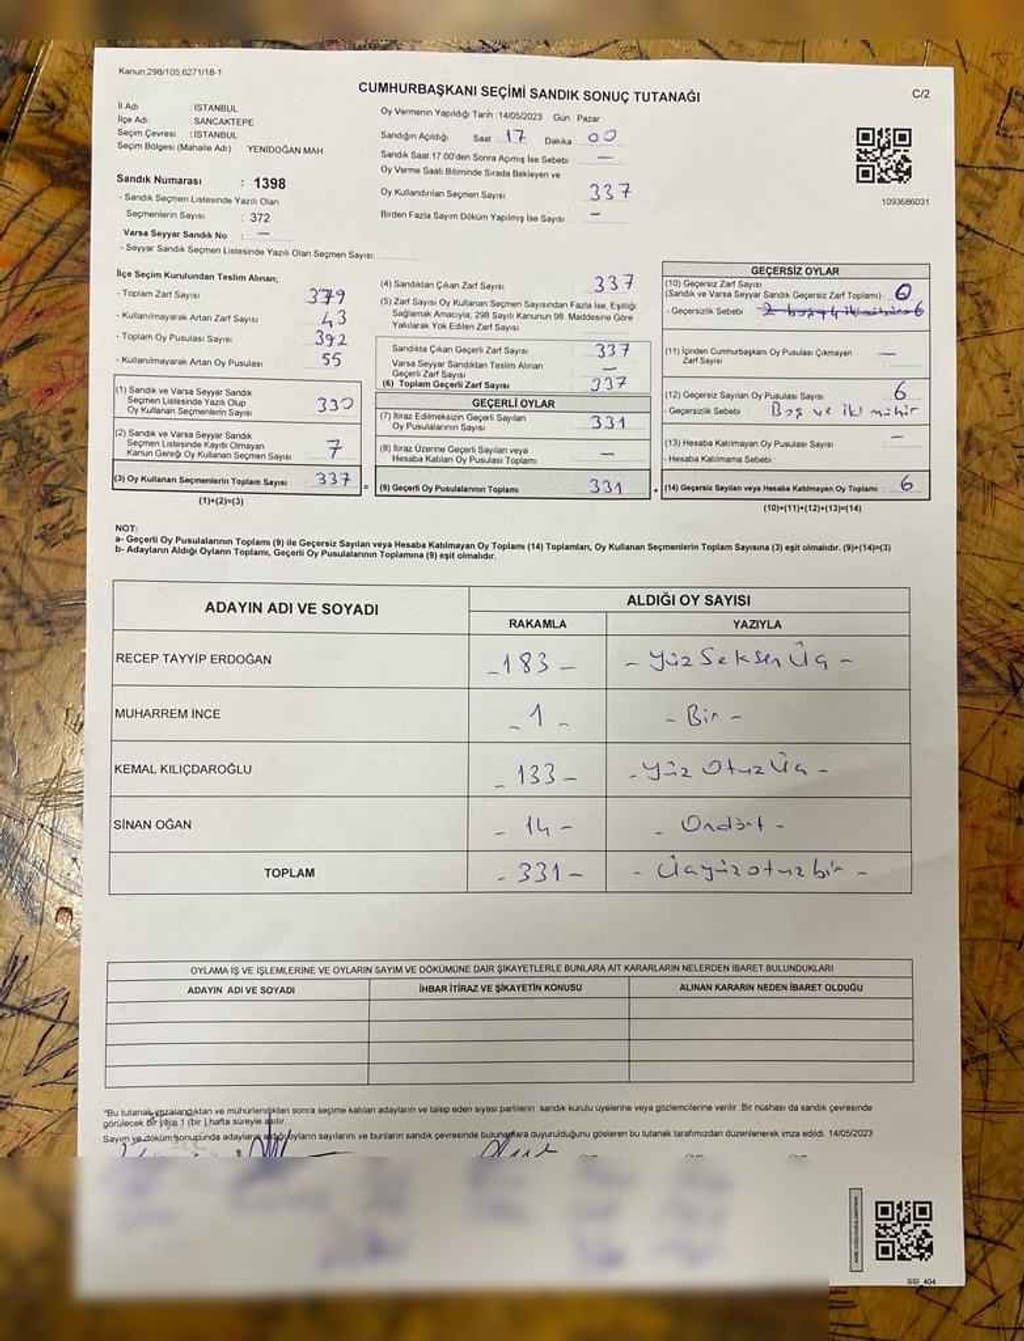 Kanun:298/105,6271/18-1
CUMHURBAŞKANI SEÇİMİ SANDIK SONUÇ TUTANAĞI
C/2
İl Adı : İSTANBUL
İlçe Adı : SANCAKTEPE
Seçim Çevresi : İSTANBUL
Seçim Bölgesi (Mahalle Adı) YENİDOĞAN MAH
Sandık Numarası : 1398
- Sandık Seçmen Listesinde Yazılı Olan
Seçmenlerin Sayısı : 372
Varsa Seyyar Sandık No : —
- Seyyar Sandık Seçmen Listesinde Yazılı Olan Seçmen Sayısı:
Oy Vermenin Yapıldığı Tarih :14/05/2023 Gün : Pazar
Sandığın Açıldığı Saat 17 Dakika 00
Sandık Saat 17:00'den Sonra Açılmış İse Sebebi —
Oy Verme Saati Bitiminde Sırada Bekleyen ve
Oy Kullandırılan Seçmen Sayısı 337
Birden Fazla Sayım Döküm Yapılmış İse Sayısı —
1093686031
İlçe Seçim Kurulundan Teslim Alınan;
- Toplam Zarf Sayısı 379
- Kullanılmayarak Artan Zarf Sayısı 43
- Toplam Oy Pusulası Sayısı 392
- Kullanılmayarak Artan Oy Pusulası 55
(1) Sandık ve Varsa Seyyar Sandık
Seçmen Listesinde Yazılı Olup
Oy Kullanan Seçmenlerin Sayısı 330
(2) Sandık ve Varsa Seyyar Sandık
Seçmen Listesinde Kayıtlı Olmayan
Kanun Gereği Oy Kullanan Seçmen Sayısı 7
(3) Oy Kullanan Seçmenlerin Toplam Sayısı 337 =
(1)+(2)=(3)
(4) Sandıktan Çıkan Zarf Sayısı 337
(5) Zarf Sayısı Oy Kullanan Seçmen Sayısından Fazla İse, Eşitliği
Sağlamak Amacıyla, 298 Sayılı Kanunun 98. Maddesine Göre
Yakılarak Yok Edilen Zarf Sayısı
Sandıkta Çıkan Geçerli Zarf Sayısı 337
Varsa Seyyar Sandıktan Teslim Alınan
Geçerli Zarf Sayısı —
(6) Toplam Geçerli Zarf Sayısı 337
GEÇERLİ OYLAR
(7) İtiraz Edilmeksizin Geçerli Sayılan
Oy Pusulalarının Sayısı 331
(8) İtiraz Üzerine Geçerli Sayılan veya
Hesaba Katılan Oy Pusulası Toplamı —
(9) Geçerli Oy Pusulalarının Toplamı 331 +
GEÇERSİZ OYLAR
(10) Geçersiz Zarf Sayısı
(Sandık ve Varsa Seyyar Sandık Geçersiz Zarf Toplamı) 0
- Geçersizlik Sebebi :
(11) İçinden Cumhurbaşkanı Oy Pusulası Çıkmayan
Zarf Sayısı —
(12) Geçersiz Sayılan Oy Pusulası Sayısı 6
- Geçersizlik Sebebi : Boş ve iki mühür
(13) Hesaba Katılmayan Oy Pusulası Sayısı —
- Hesaba Katılmama Sebebi :
(14) Geçersiz Sayılan veya Hesaba Katılmayan Oy Toplamı 6
(10)+(11)+(12)+(13)=(14)
NOT:
a- Geçerli Oy Pusulalarının Toplamı (9) ile Geçersiz Sayılan veya Hesaba Katılmayan Oy Toplamı (14) Toplamları, Oy Kullanan Seçmenlerin Toplam Sayısına (3) eşit olmalıdır. (9)+(14)=(3)
b- Adayların Aldığı Oyların Toplamı, Geçerli Oy Pusulalarının Toplamına (9) eşit olmalıdır.
ADAYIN ADI VE SOYADI
ALDIĞI OY SAYISI
RAKAMLA YAZIYLA
RECEP TAYYİP ERDOĞAN -183- -Yüz Seksen Üç-
MUHARREM İNCE -1- -Bir-
KEMAL KILIÇDAROĞLU -133- -Yüz Otuz Üç-
SİNAN OĞAN -14- -Ondört-
TOPLAM -331- -Üçyüzotuzbir-
OYLAMA İŞ VE İŞLEMLERİNE VE OYLARIN SAYIM VE DÖKÜMÜNE DAİR ŞİKAYETLERLE BUNLARA AİT KARARLARIN NELERDEN İBARET BULUNDUKLARI
ADAYIN ADI VE SOYADI İHBAR İTİRAZ VE ŞİKAYETİN KONUSU ALINAN KARARIN NEDEN İBARET OLDUĞU
*Bu tutanak imzalandıktan ve mühürlendikten sonra seçime katılan adayların ve talep eden siyasi partilerin sandık kurulu üyelerine veya gözlemcilerine verilir. Bir nüshası da sandık çevresinde
görülecek bir yere 1 (bir ) hafta süreyle asılır.
Sayım ve döküm sonucunda adayların aldığı oyların sayılarını ve bunların sandık çevresinde bulunanlara duyurulduğunu gösteren bu tutanak tarafımızdan düzenlenerek imza edildi. 14/05/2023
SSI_404